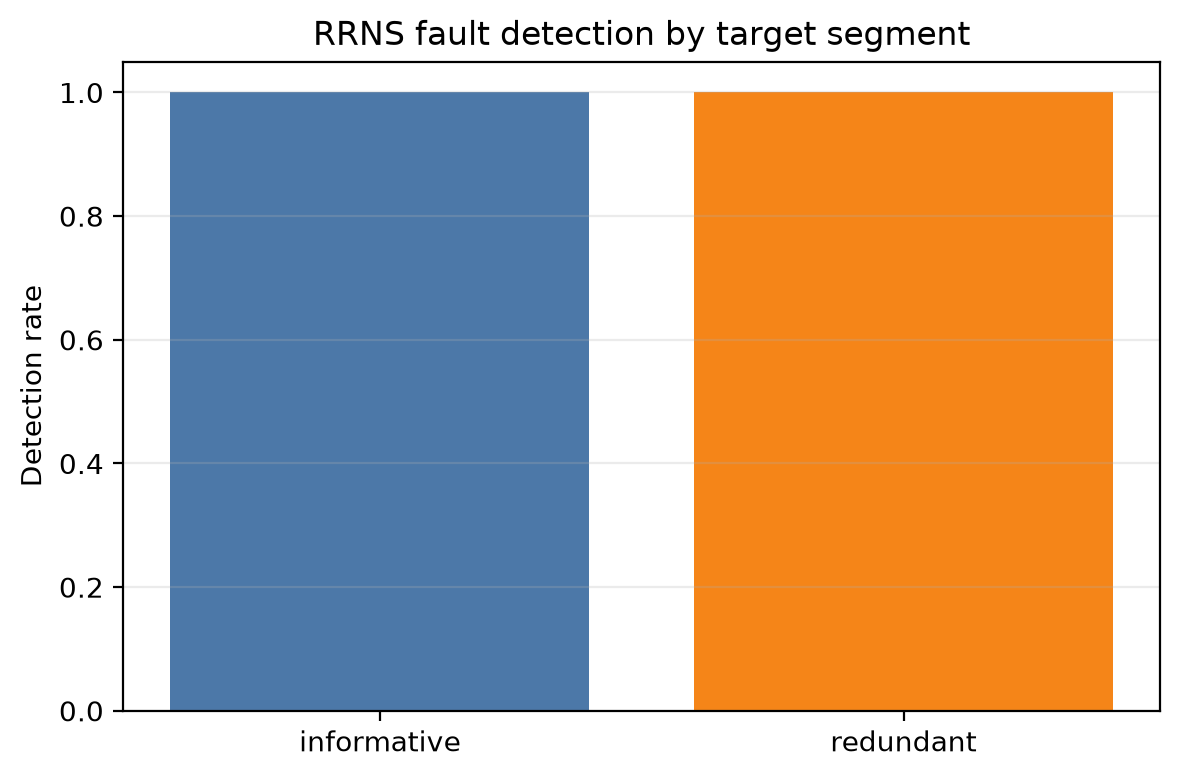 RRNS fault detection by target segment
1.0
0.8
0.6
0.4
0.2
0.0
Detection rate
informative
redundant